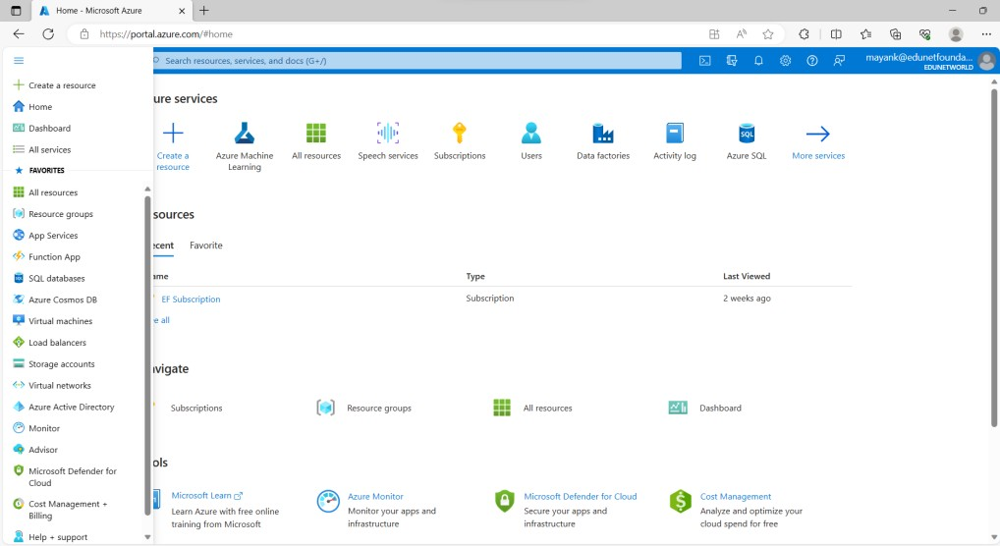 Home - Microsoft Azure
https://portal.azure.com/#home
Search resources, services, and docs (G+/)
mayank@edunetfounda...
EDUNETWORLD
Create a resource
Home
Dashboard
All services
FAVORITES
All resources
Resource groups
App Services
Function App
SQL databases
Azure Cosmos DB
Virtual machines
Load balancers
Storage accounts
Virtual networks
Azure Active Directory
Monitor
Advisor
Microsoft Defender for
Cloud
Cost Management +
Billing
Help + support
ure services
Create a
resource
Azure Machine
Learning
All resources
Speech services
Subscriptions
Users
Data factories
Activity log
SQL
Azure SQL
More services
sources
ecent
Favorite
ame
Type
Last Viewed
EF Subscription
Subscription
2 weeks ago
e all
vigate
Subscriptions
Resource groups
All resources
Dashboard
ols
Microsoft Learn
Learn Azure with free online
training from Microsoft
Azure Monitor
Monitor your apps and
infrastructure
Microsoft Defender for Cloud
Secure your apps and
infrastructure
Cost Management
Analyze and optimize your
cloud spend for free